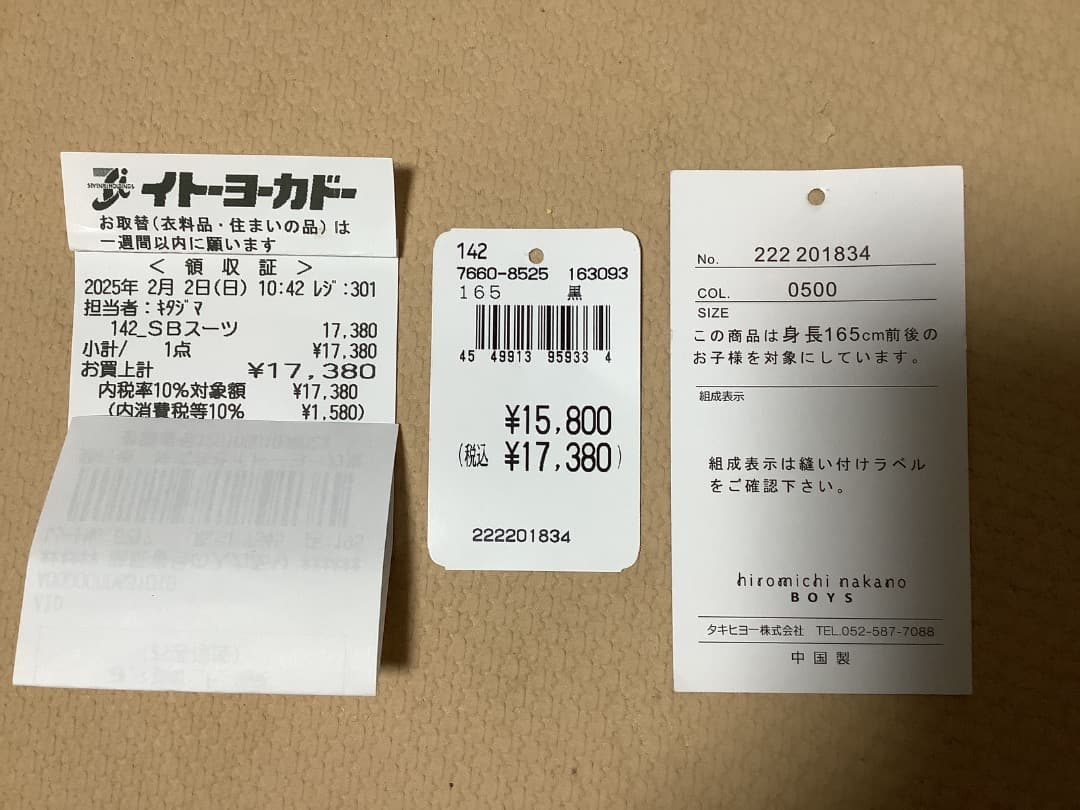 SEVEN&i HOLDINGS
イトーヨーカドー
お取替(衣料品・住まいの品)は
一週間以内に願います
＜ 領 収 証 ＞
2025年 2月 2日(日) 10:42 ﾚｼﾞ:301
担当者:ｷﾀｼﾞﾏ
142_SBスーツ 17,380
小計/ 1点 ¥17,380
お買上計 ¥17,380
内税率10%対象額 ¥17,380
(内消費税等10% ¥1,580)
142
7660-8525 163093
165 黒
45 49913 95933 4
¥15,800
(税込 ¥17,380)
222201834
No. 222 201834
COL. 0500
SIZE
この商品は身長165cm前後の
お子様を対象にしています。
組成表示
組成表示は縫い付けラベル
をご確認下さい。
hiromichi nakano
BOYS
タキヒヨー株式会社 TEL.052-587-7088
中国製